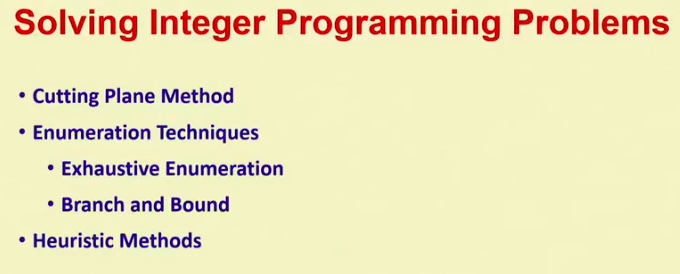 Solving Integer Programming Problems
• Cutting Plane Method
• Enumeration Techniques
• Exhaustive Enumeration
• Branch and Bound
• Heuristic Methods